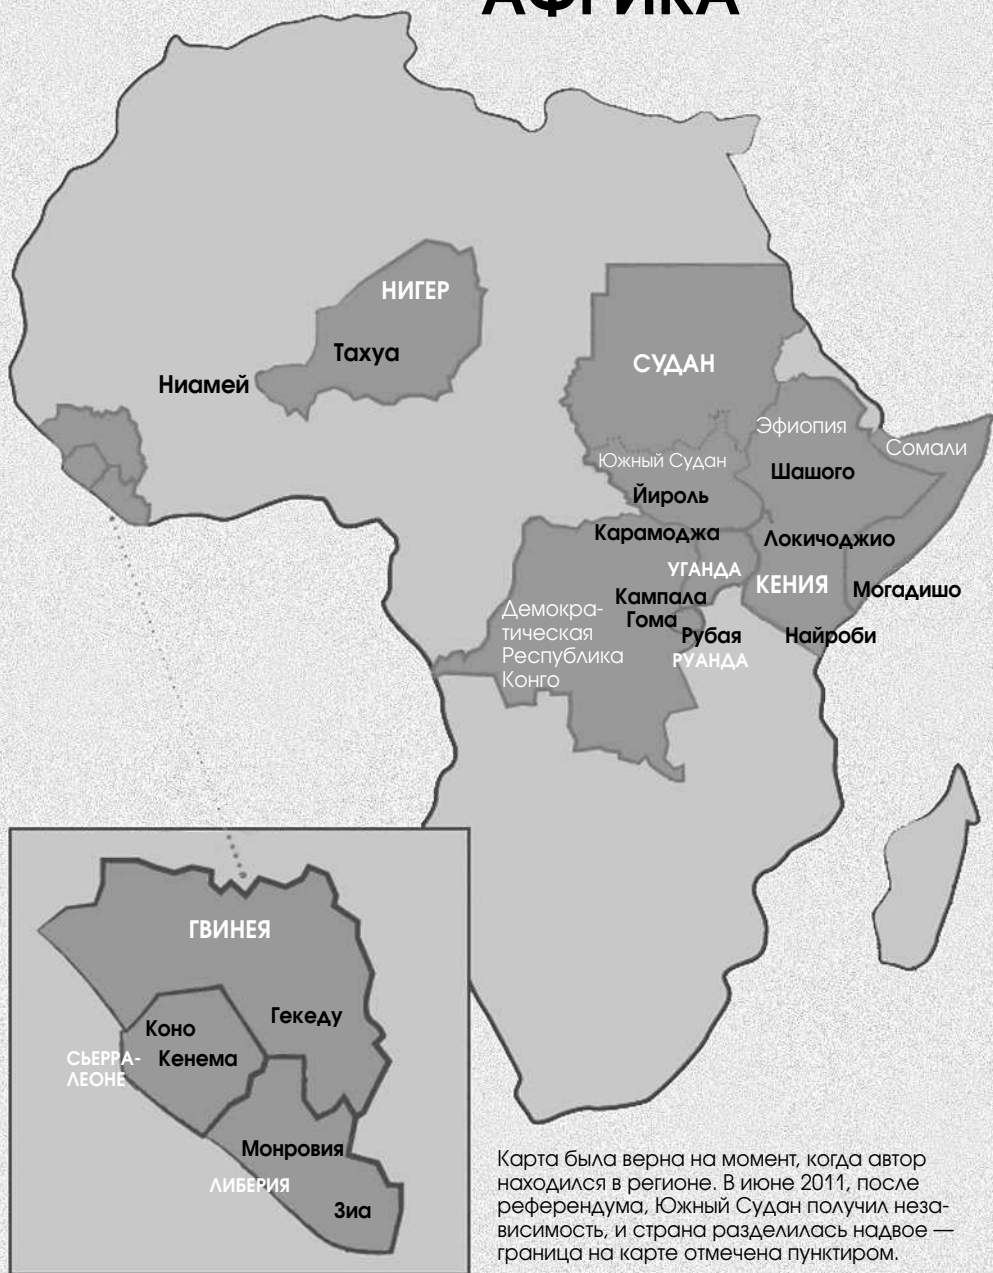 АФРИКА
НИГЕР
Тахуа
Ниамей
СУДАН
Эфиопия
Сомали
Южный Судан
Шашого
Йироль
Карамоджа
Локичоджио
УГАНДА
КЕНИЯ
Могадишо
Кампала
Гома
Демокра-
тическая
Республика
Конго
Рубая
Найроби
РУАНДА
ГВИНЕЯ
Гекеду
Коно
СЬЕРРА-
ЛЕОНЕ
Кенема
Монровия
ЛИБЕРИЯ
Зиа
Карта была верна на момент, когда автор
находился в регионе. В июне 2011, после
референдума, Южный Судан получил неза-
висимость, и страна разделилась надвое —
граница на карте отмечена пунктиром.